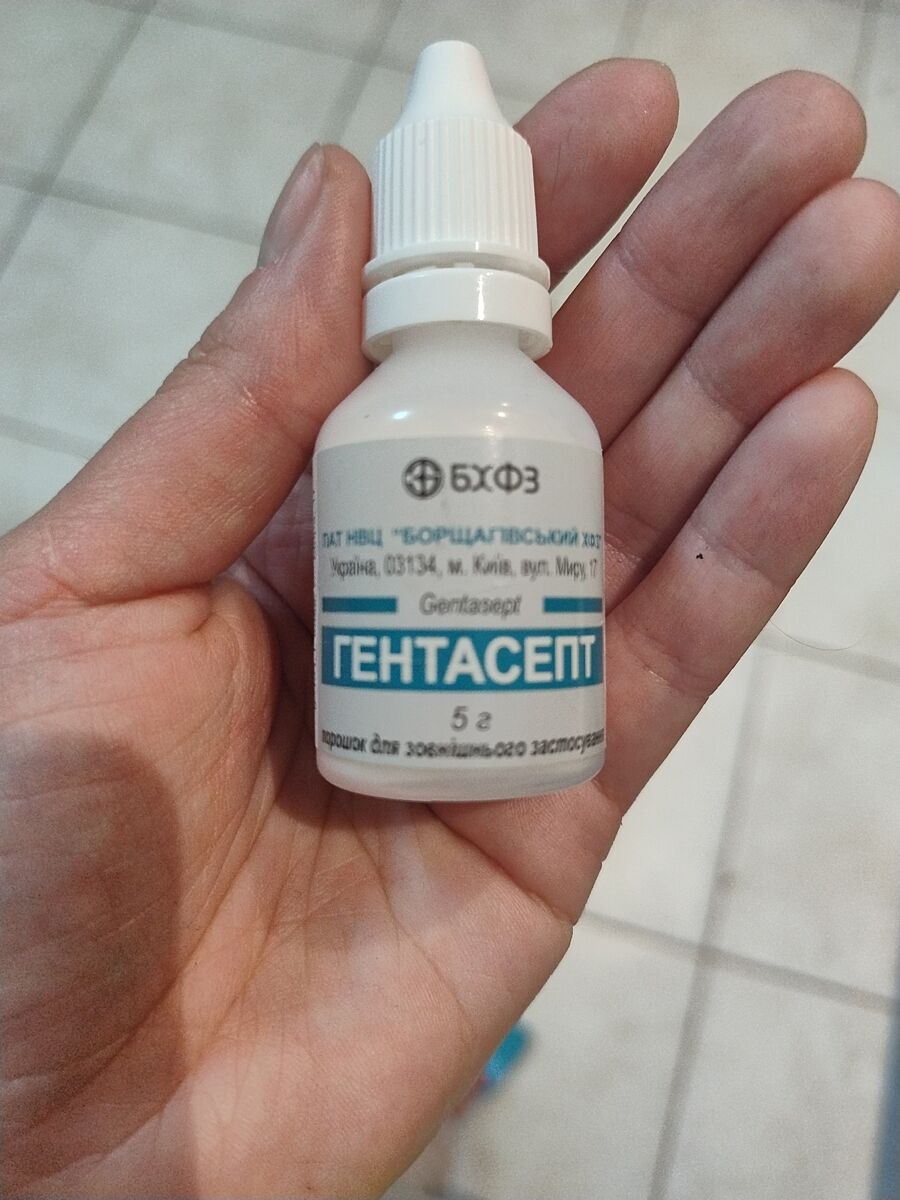 БХФЗ
ПАТ НВЦ "БОРЩАГІВСЬКИЙ ХФЗ"
Україна, 03134, м. Київ, вул. Миру, 17
Gentasept
ГЕНТАСЕПТ
5 г
порошок для зовнішнього застосування